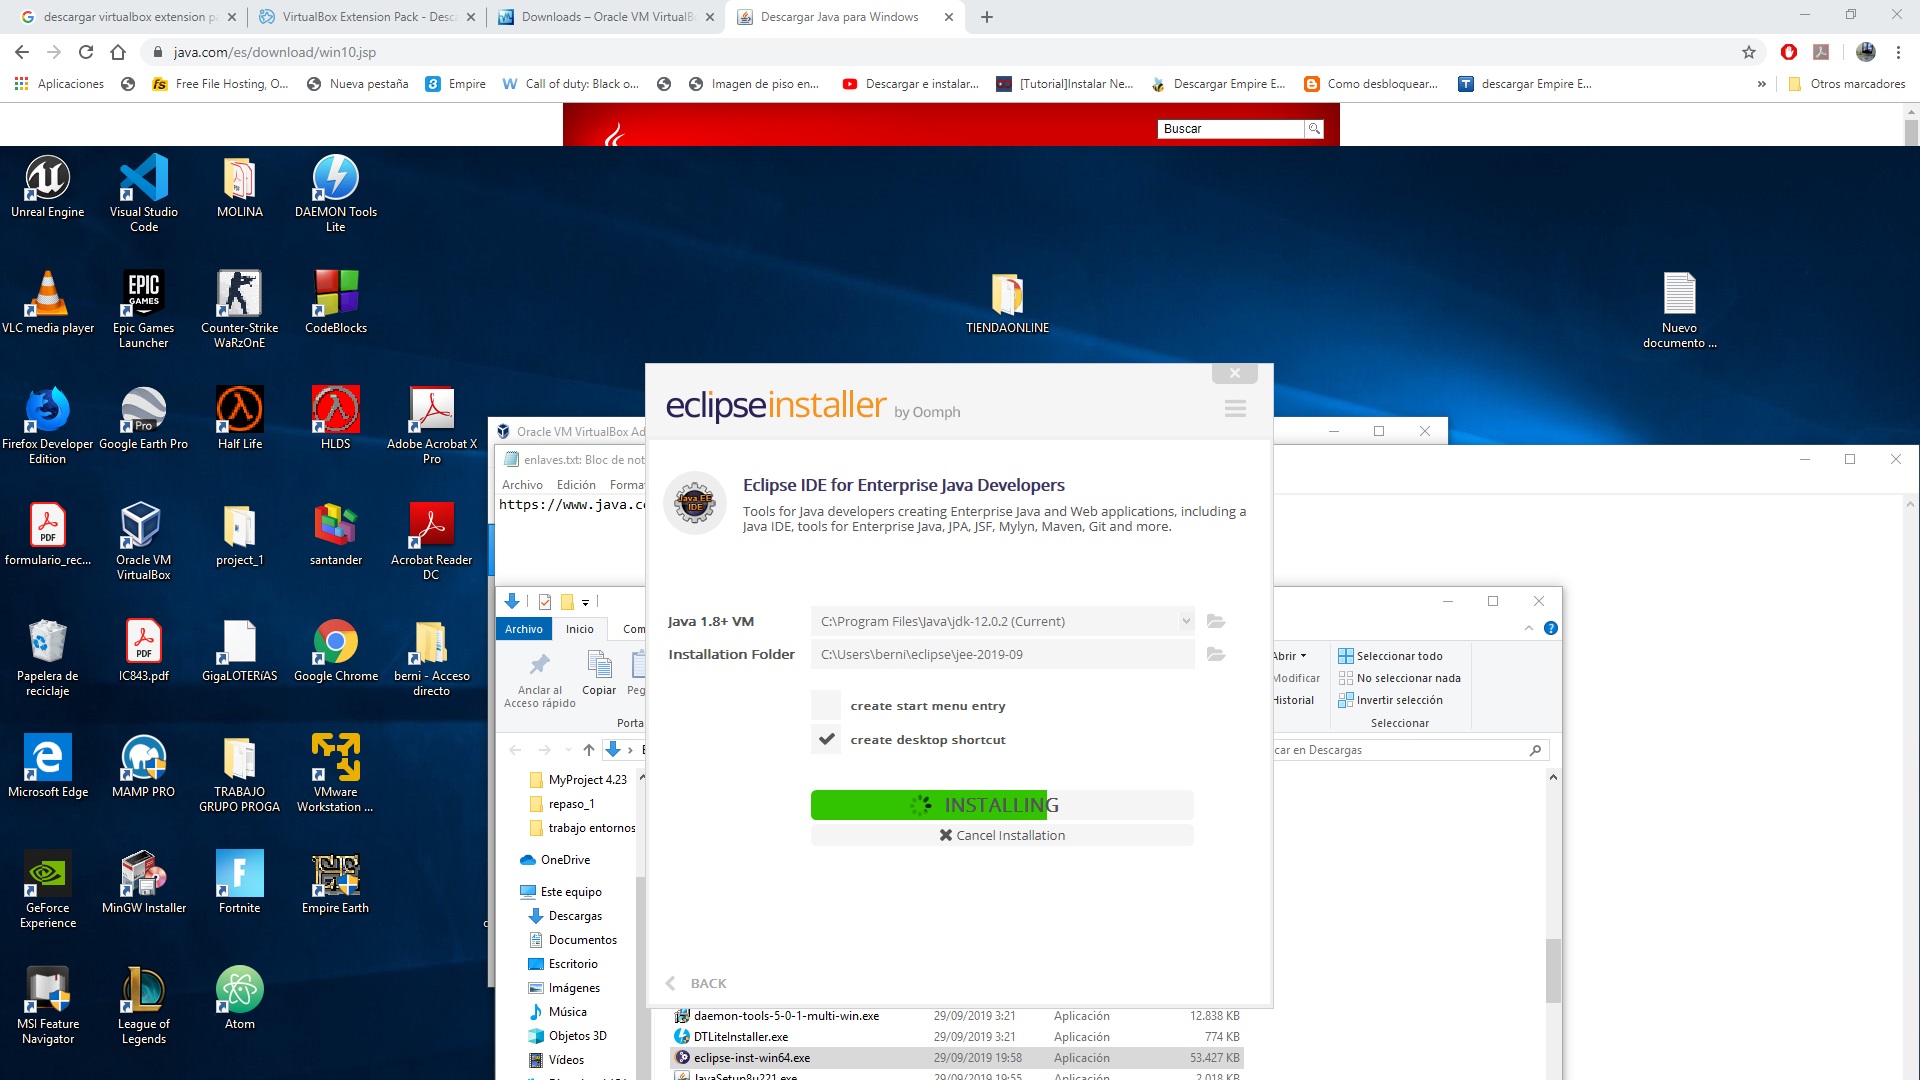 descargar virtualbox extension pa
VirtualBox Extension Pack - Desca
Downloads – Oracle VM VirtualB
Descargar Java para Windows
java.com/es/download/win10.jsp
Aplicaciones
Free File Hosting, O...
Nueva pestaña
Empire
Call of duty: Black o...
Imagen de piso en...
Descargar e instalar...
[Tutorial]Instalar Ne...
Descargar Empire E...
Como desbloquear...
descargar Empire E...
»
Otros marcadores
Buscar
Unreal Engine
Visual Studio
Code
MOLINA
DAEMON Tools
Lite
VLC media player
EPIC
GAMES
Epic Games
Launcher
Counter-Strike
WaRzOnE
CodeBlocks
TIENDAONLINE
Nuevo
documento ...
Firefox Developer
Edition
Pro
Google Earth Pro
Half Life
HLDS
Adobe Acrobat X
Pro
PDF
formulario_rec...
Oracle VM
VirtualBox
project_1
santander
Acrobat Reader
DC
Papelera de
reciclaje
PDF
IC843.pdf
GigaLOTERíAS
Google Chrome
berni - Acceso
directo
Microsoft Edge
MAMP PRO
TRABAJO
GRUPO PROGA
VMware
Workstation ...
GeForce
Experience
MinGW Installer
Fortnite
Empire Earth
MSI Feature
Navigator
League of
Legends
Atom
Oracle VM VirtualBox Ad
enlaves.txt: Bloc de not
Archivo Edición Forma
https://www.java.co
eclipseinstaller by Oomph
Java EE
IDE
Eclipse IDE for Enterprise Java Developers
Tools for Java developers creating Enterprise Java and Web applications, including a
Java IDE, tools for Enterprise Java, JPA, JSF, Mylyn, Maven, Git and more.
Java 1.8+ VM
C:\Program Files\Java\jdk-12.0.2 (Current)
Installation Folder
C:\Users\berni\eclipse\jee-2019-09
create start menu entry
create desktop shortcut
INSTALLING
Cancel Installation
BACK
Archivo Inicio Com
Anclar al
Acceso rápido
Copiar
Peg
Porta
Abrir
Modificar
Historial
Seleccionar todo
No seleccionar nada
Invertir selección
Seleccionar
car en Descargas
MyProject 4.23
repaso_1
trabajo entornos
OneDrive
Este equipo
Descargas
Documentos
Escritorio
Imágenes
Música
Objetos 3D
Vídeos
daemon-tools-5-0-1-multi-win.exe 29/09/2019 3:21 Aplicación 12.838 KB
DTLiteInstaller.exe 29/09/2019 3:21 Aplicación 774 KB
eclipse-inst-win64.exe 29/09/2019 19:58 Aplicación 53.427 KB
JavaSetup8u221.exe 29/09/2019 19:55 Aplicación 2.018 KB